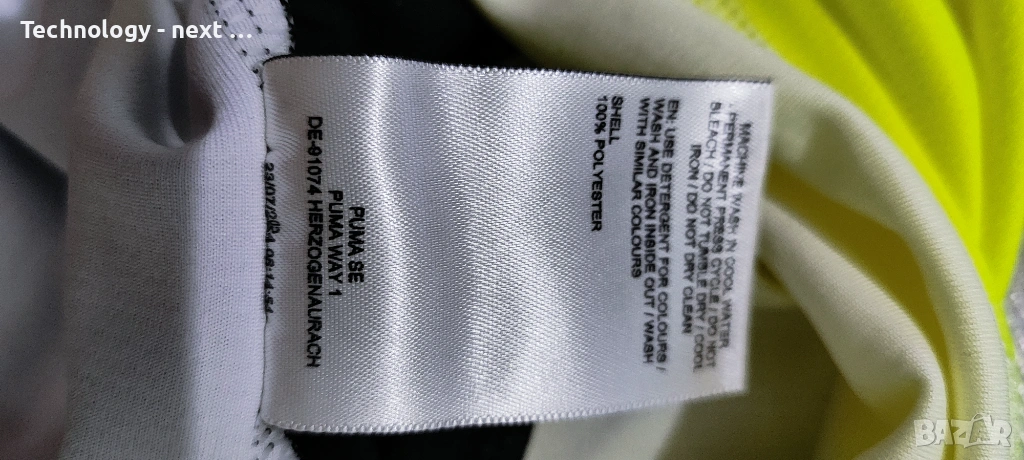 Technology - next ...
MACHINE WASH IN COOL WATER
, PERMANENT PRESS CYCLE / DO NOT
BLEACH / DO NOT TUMBLE DRY / COOL
IRON / DO NOT DRY CLEAN
EN: USE DETERGENT FOR COLOURS /
WASH AND IRON INSIDE OUT / WASH
WITH SIMILAR COLOURS
SHELL
100% POLYESTER
PUMA SE
PUMA WAY 1
DE-91074 HERZOGENAURACH
BAZAR